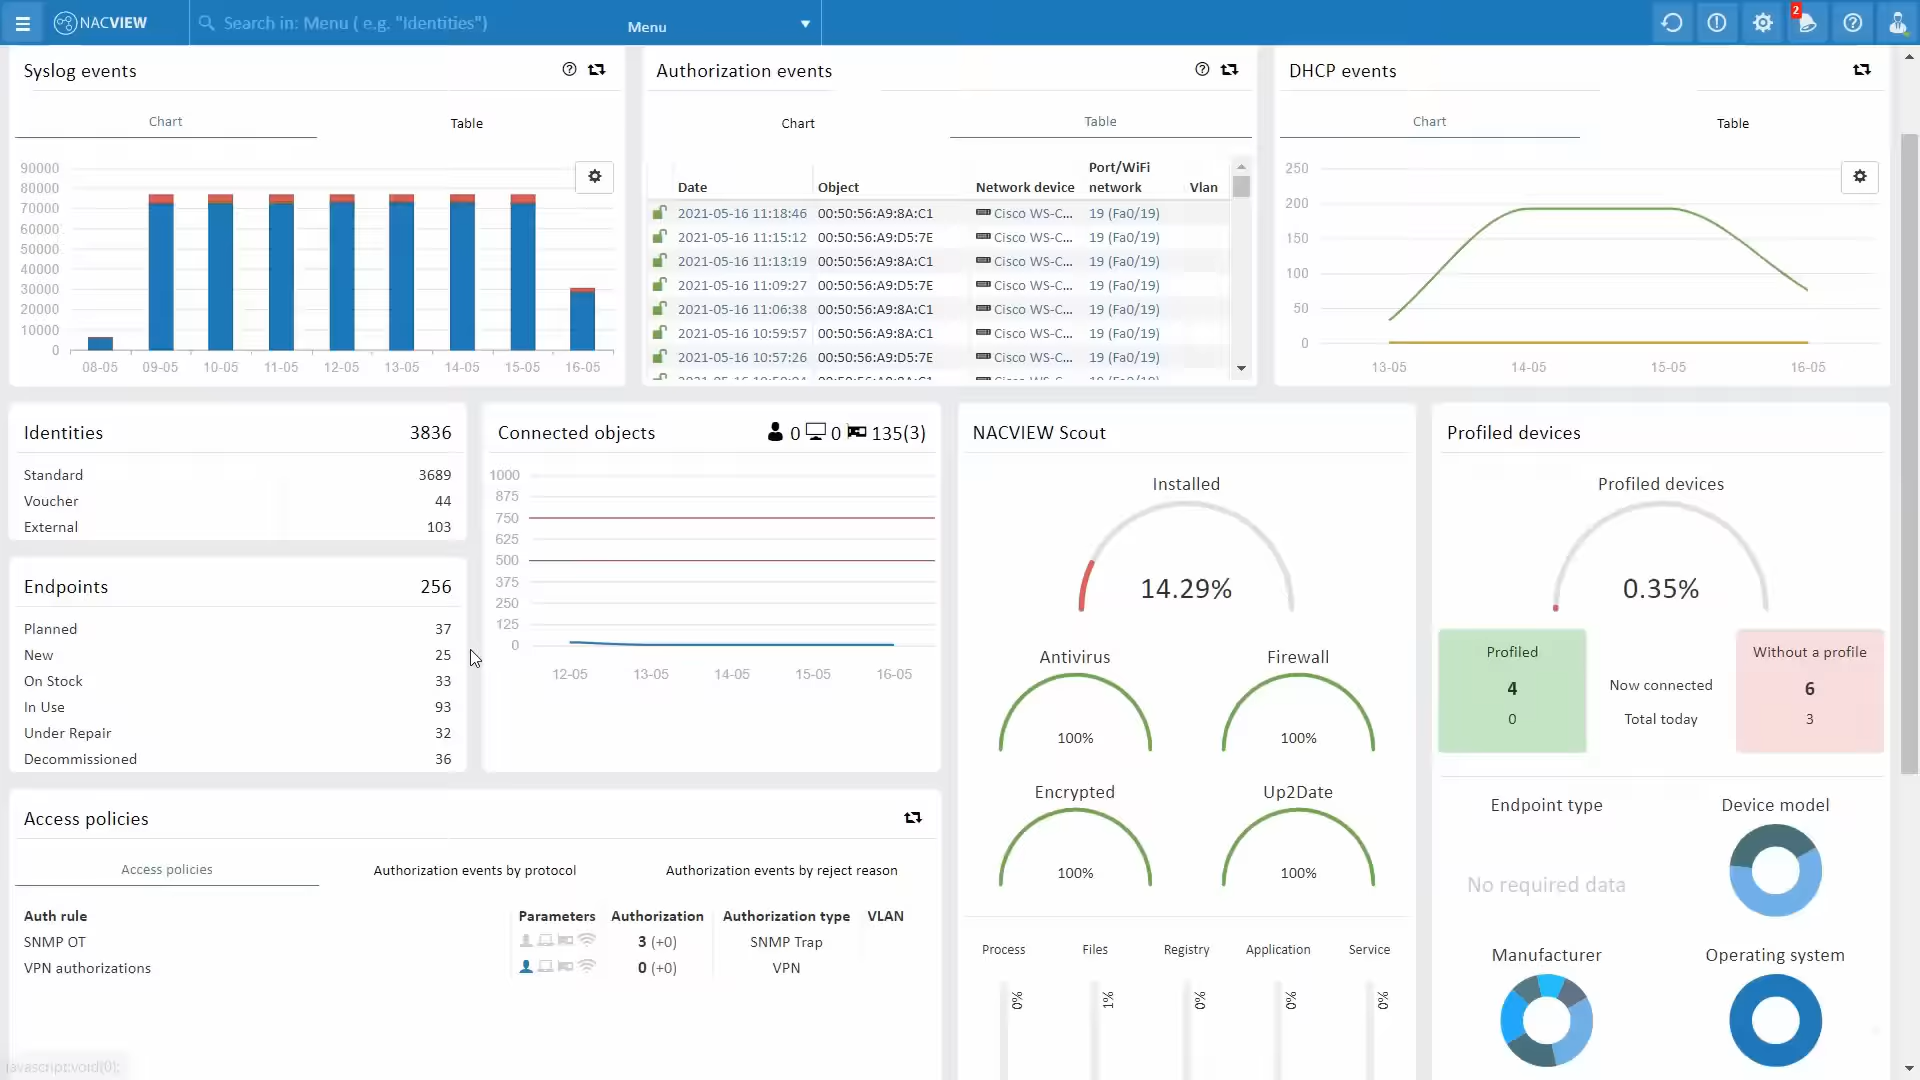 NACVIEW
Search in: Menu ( e.g. "Identities")
Menu
2
Syslog events
Chart
Table
90000
80000
70000
60000
50000
40000
30000
20000
10000
0
08-05 09-05 10-05 11-05 12-05 13-05 14-05 15-05 16-05
Authorization events
Chart
Table
Date Object Network device Port/WiFi network Vlan
2021-05-16 11:18:46 00:50:56:A9:8A:C1 Cisco WS-C... 19 (Fa0/19)
2021-05-16 11:15:12 00:50:56:A9:D5:7E Cisco WS-C... 19 (Fa0/19)
2021-05-16 11:13:19 00:50:56:A9:8A:C1 Cisco WS-C... 19 (Fa0/19)
2021-05-16 11:09:27 00:50:56:A9:D5:7E Cisco WS-C... 19 (Fa0/19)
2021-05-16 11:06:38 00:50:56:A9:8A:C1 Cisco WS-C... 19 (Fa0/19)
2021-05-16 10:59:57 00:50:56:A9:8A:C1 Cisco WS-C... 19 (Fa0/19)
2021-05-16 10:57:26 00:50:56:A9:D5:7E Cisco WS-C... 19 (Fa0/19)
DHCP events
Chart
Table
250
200
150
100
50
0
13-05 14-05 15-05 16-05
Identities 3836
Standard 3689
Voucher 44
External 103
Endpoints 256
Planned 37
New 25
On Stock 33
In Use 93
Under Repair 32
Decommissioned 36
Connected objects 0 0 135(3)
1000
875
750
625
500
375
250
125
0
12-05 13-05 14-05 15-05 16-05
NACVIEW Scout
Installed
14.29%
Antivirus Firewall
100% 100%
Encrypted Up2Date
100% 100%
Process Files Registry Application Service
0% 1% 0% 0% 0%
Profiled devices
Profiled devices
0.35%
Profiled
4
0
Now connected
Total today
Without a profile
6
3
Endpoint type Device model
No required data
Manufacturer Operating system
Access policies
Access policies Authorization events by protocol Authorization events by reject reason
Auth rule Parameters Authorization Authorization type VLAN
SNMP OT 3 (+0) SNMP Trap
VPN authorizations 0 (+0) VPN
javascript:void(0);